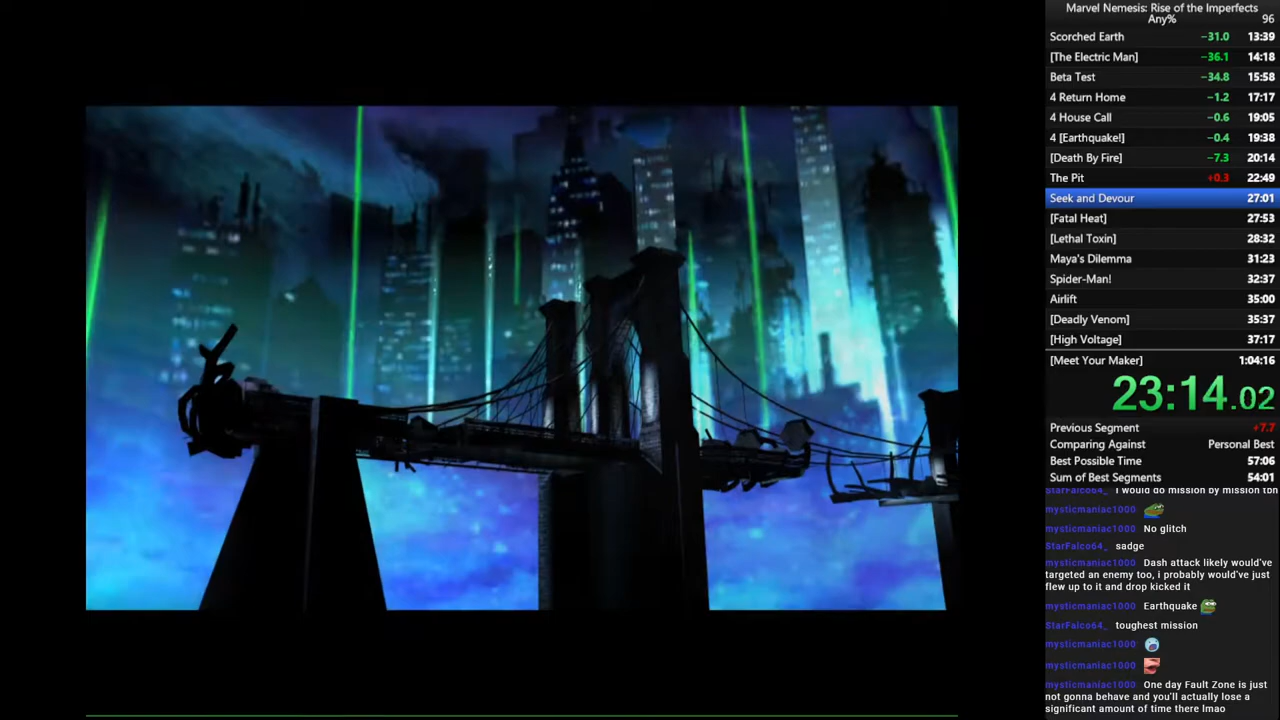 Marvel Nemesis: Rise of the Imperfects
Any% 96
Scorched Earth −31.0 13:39
[The Electric Man] −36.1 14:18
Beta Test −34.8 15:58
4 Return Home −1.2 17:17
4 House Call −0.6 19:05
4 [Earthquake!] −0.4 19:38
[Death By Fire] −7.3 20:14
The Pit +0.3 22:49
Seek and Devour 27:01
[Fatal Heat] 27:53
[Lethal Toxin] 28:32
Maya's Dilemma 31:23
Spider-Man! 32:37
Airlift 35:00
[Deadly Venom] 35:37
[High Voltage] 37:17
[Meet Your Maker] 1:04:16
23:14.02
Previous Segment +7.7
Comparing Against Personal Best
Best Possible Time 57:06
Sum of Best Segments 54:01
StarFalco64_ I would do mission by mission tbh
mysticmaniac1000
mysticmaniac1000 No glitch
StarFalco64_ sadge
mysticmaniac1000 Dash attack likely would've
targeted an enemy too, i probably would've just
flew up to it and drop kicked it
mysticmaniac1000 Earthquake
StarFalco64_ toughest mission
mysticmaniac1000
mysticmaniac1000
mysticmaniac1000 One day Fault Zone is just
not gonna behave and you'll actually lose a
significant amount of time there lmao